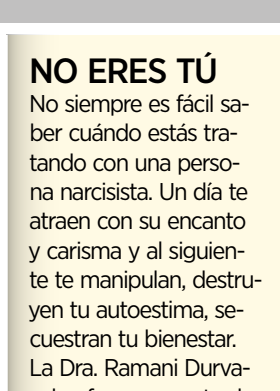 NO ERES TÚ
No siempre es fácil sa-
ber cuándo estás tra-
tando con una perso-
na narcisista. Un día te
atraen con su encanto
y carisma y al siguien-
te te manipulan, destru-
yen tu autoestima, se-
cuestran tu bienestar.
La Dra. Ramani Durva-